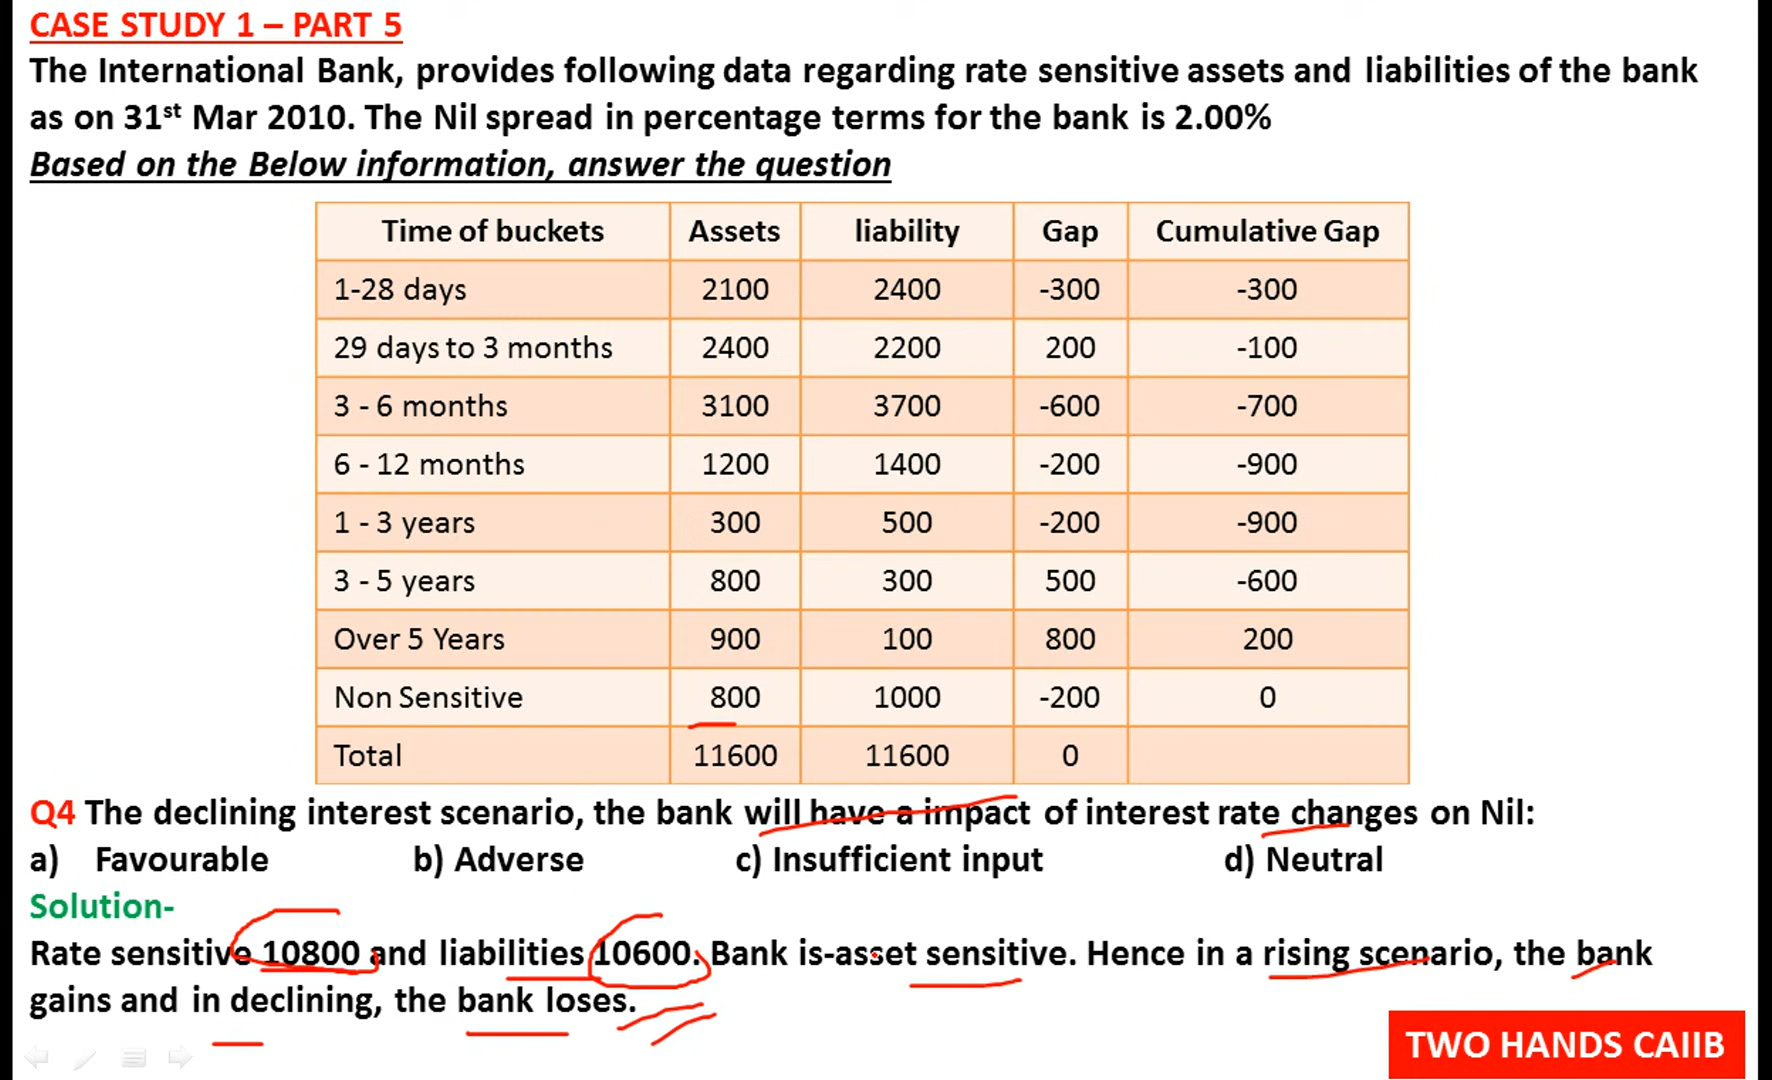 CASE STUDY 1 – PART 5
The International Bank, provides following data regarding rate sensitive assets and liabilities of the bank
as on 31st Mar 2010. The Nil spread in percentage terms for the bank is 2.00%
Based on the Below information, answer the question
Time of buckets Assets liability Gap Cumulative Gap
1-28 days 2100 2400 -300 -300
29 days to 3 months 2400 2200 200 -100
3 - 6 months 3100 3700 -600 -700
6 - 12 months 1200 1400 -200 -900
1 - 3 years 300 500 -200 -900
3 - 5 years 800 300 500 -600
Over 5 Years 900 100 800 200
Non Sensitive 800 1000 -200 0
Total 11600 11600 0
Q4 The declining interest scenario, the bank will have a impact of interest rate changes on Nil:
a) Favourable b) Adverse c) Insufficient input d) Neutral
Solution-
Rate sensitive 10800 and liabilities 10600. Bank is-asset sensitive. Hence in a rising scenario, the bank
gains and in declining, the bank loses.
TWO HANDS CAIIB